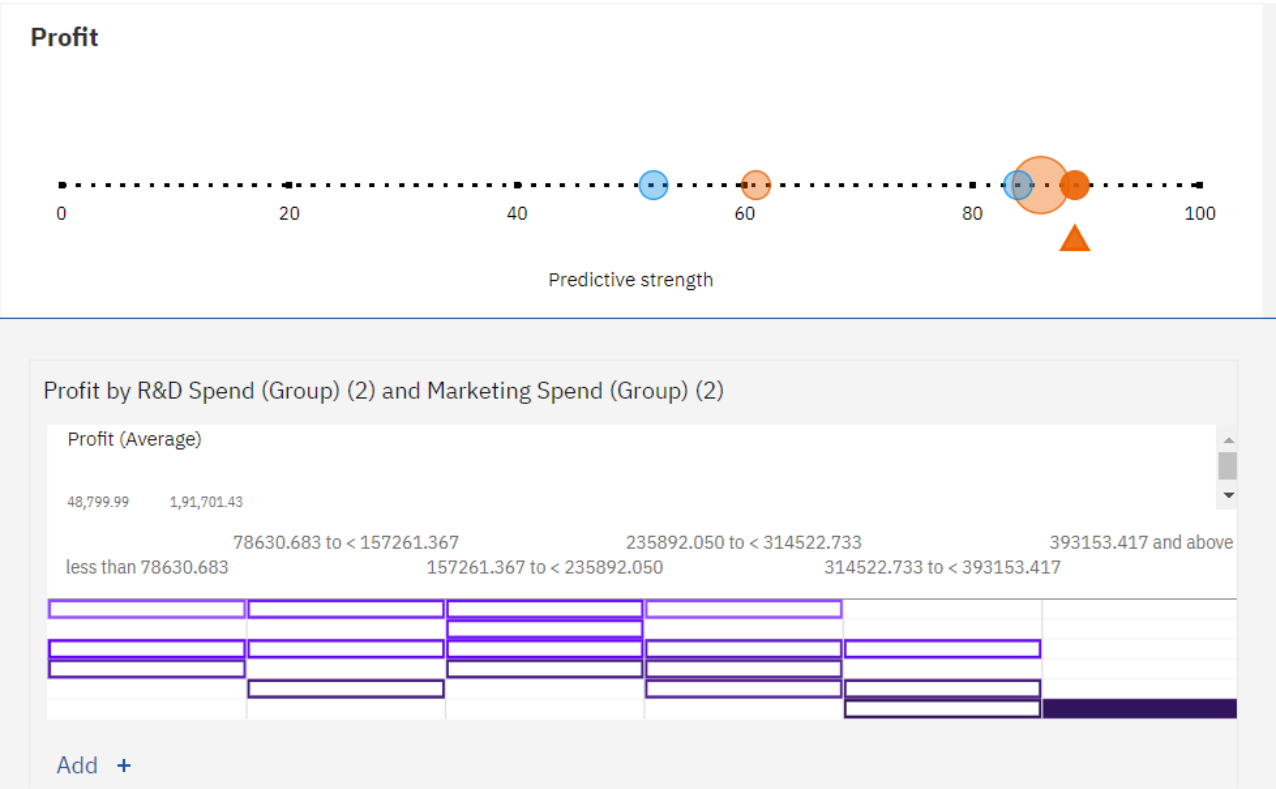 Profit
0 20 40 60 80 100
Predictive strength
Profit by R&D Spend (Group) (2) and Marketing Spend (Group) (2)
Profit (Average)
48,799.99 1,91,701.43
78630.683 to < 157261.367 235892.050 to < 314522.733 393153.417 and above
less than 78630.683 157261.367 to < 235892.050 314522.733 to < 393153.417
Add +